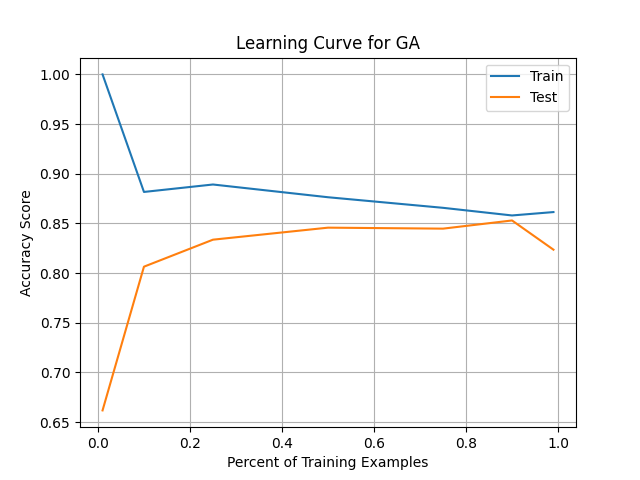 Learning Curve for GA
Train
Test
1.00
0.95
0.90
0.85
0.80
0.75
0.70
0.65
Accuracy Score
0.0 0.2 0.4 0.6 0.8 1.0
Percent of Training Examples